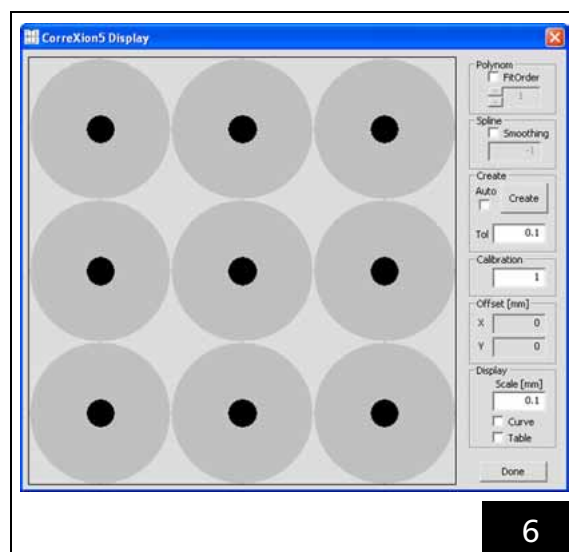 CorreXion5 Display
Polynom
FitOrder
1
Spline
Smoothing
-1
Create
Auto
Create
Tol 0.1
Calibration
1
Offset [mm]
X 0
Y 0
Display
Scale [mm]
0.1
Curve
Table
Done
6